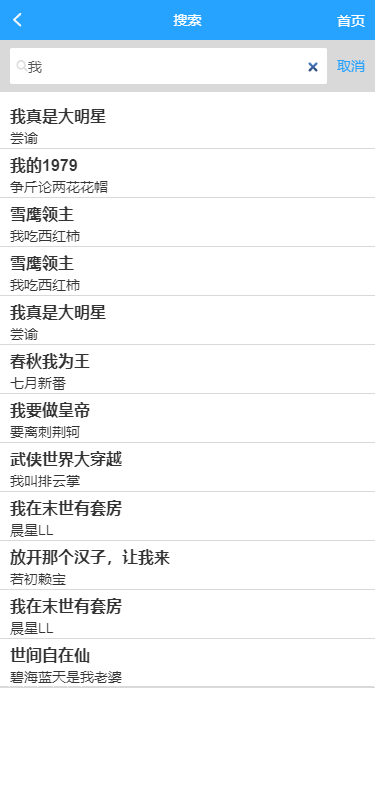 搜索
首页
我
取消
我真是大明星
尝谕
我的1979
争斤论两花花帽
雪鹰领主
我吃西红柿
雪鹰领主
我吃西红柿
我真是大明星
尝谕
春秋我为王
七月新番
我要做皇帝
要离刺荆轲
武侠世界大穿越
我叫排云掌
我在末世有套房
晨星LL
放开那个汉子，让我来
若初赖宝
我在末世有套房
晨星LL
世间自在仙
碧海蓝天是我老婆